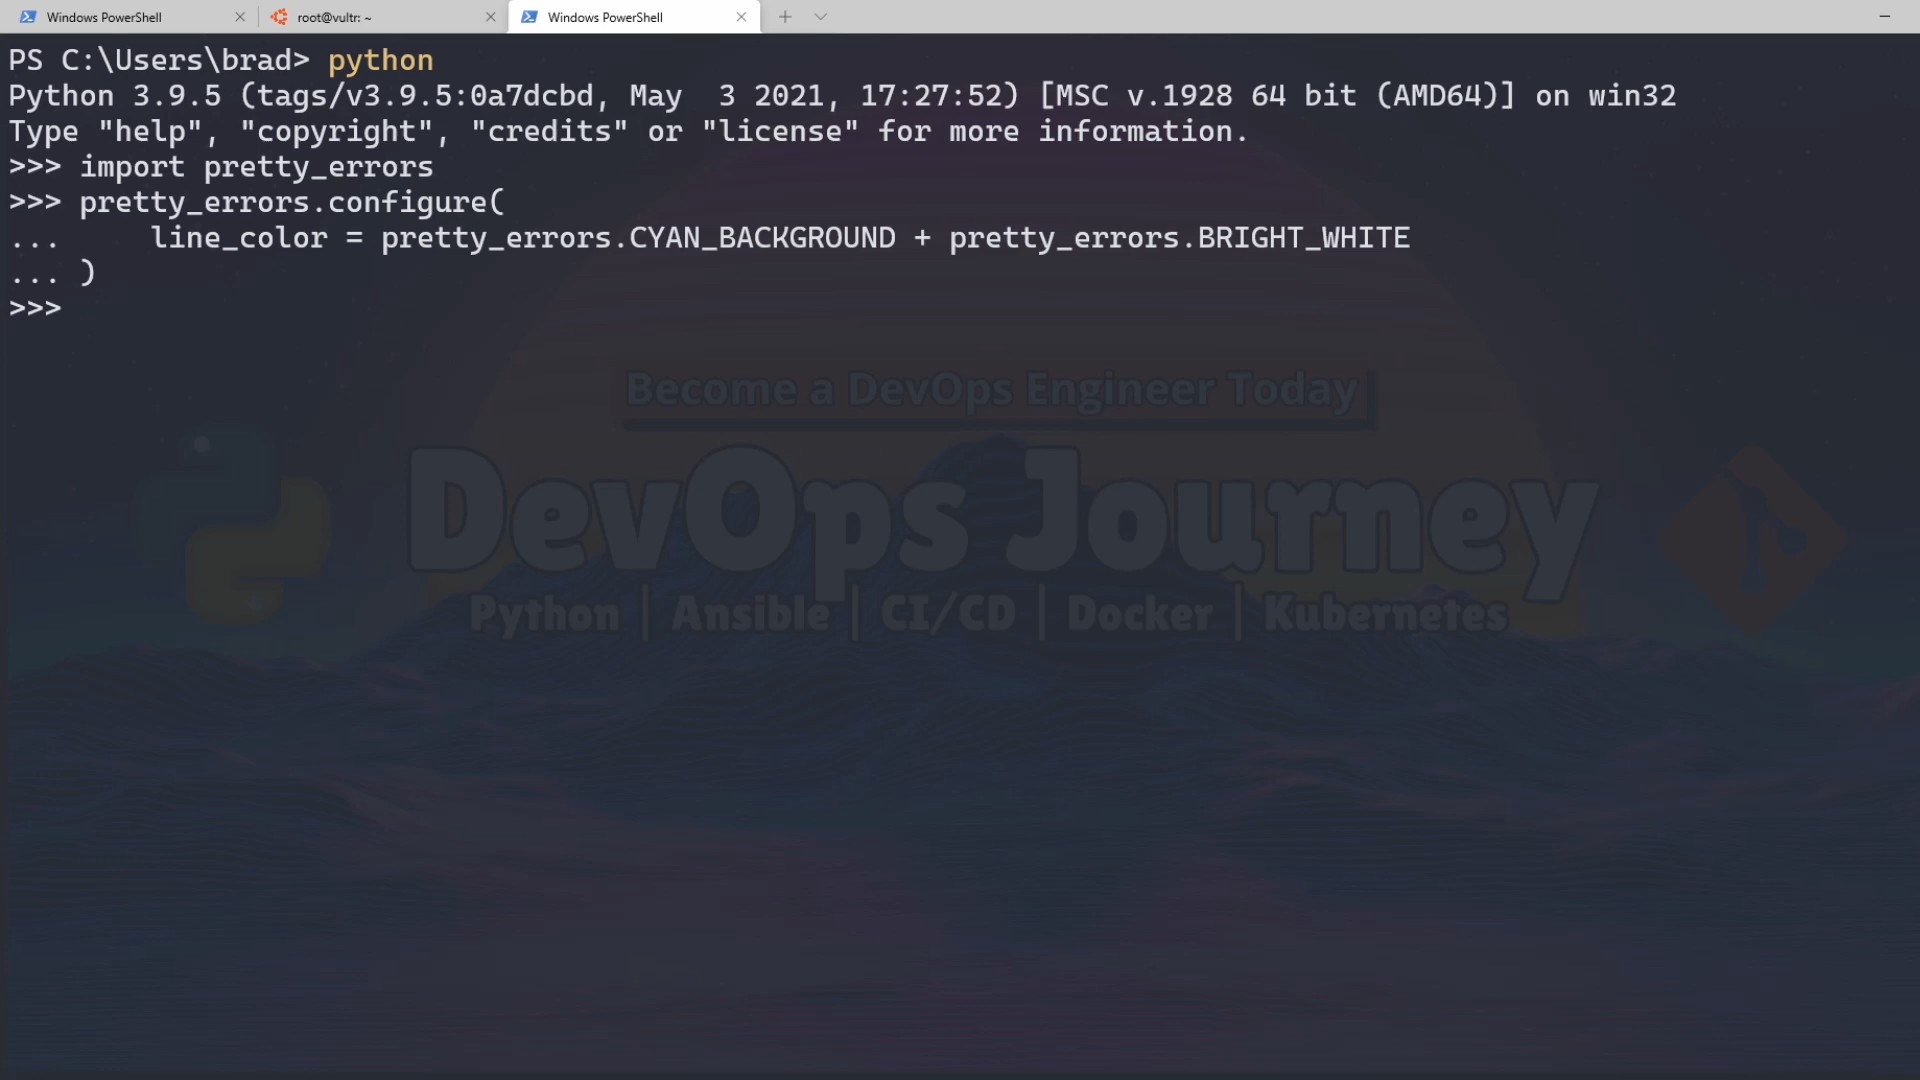 Windows PowerShell
root@vultr: ~
Windows PowerShell
PS C:\Users\brad> python
Python 3.9.5 (tags/v3.9.5:0a7dcbd, May  3 2021, 17:27:52) [MSC v.1928 64 bit (AMD64)] on win32
Type "help", "copyright", "credits" or "license" for more information.
>>> import pretty_errors
>>> pretty_errors.configure(
...     line_color = pretty_errors.CYAN_BACKGROUND + pretty_errors.BRIGHT_WHITE
... )
>>>
Become a DevOps Engineer Today
DevOps Journey
Python | Ansible | CI/CD | Docker | Kubernetes